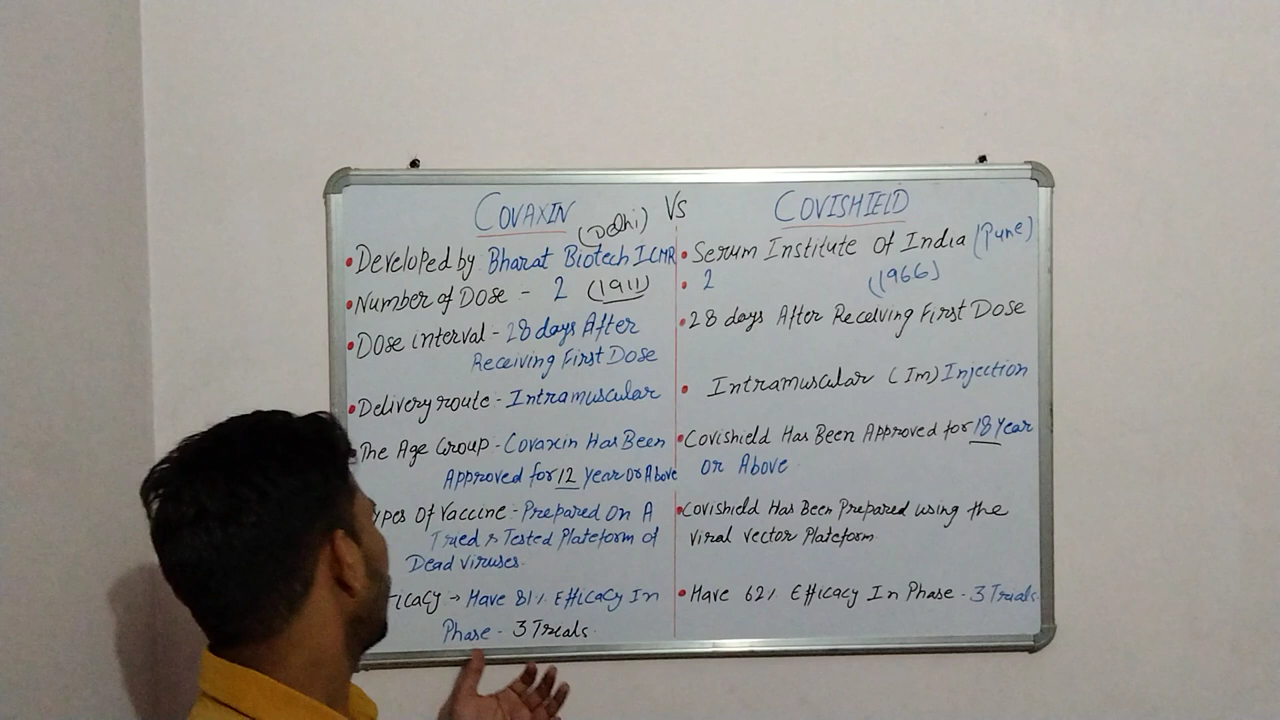 COVAXIN Vs COVISHIELD
(Delhi)
• Developed by Bharat Biotech ICMR
• Number of Dose - 2 (1911)
• Dose interval - 28 days After
Receiving First Dose
• Delivery route - Intramuscular
The Age Group - Covaxin Has Been
Approved for 12 Year or Above
ypes Of Vaccine - Prepared On A
Tried & Tested Plateform of
Dead Viruses.
icacy → Have 81% Efficacy In
Phase - 3 Trials.
• Serum Institute Of India (Pune)
• 2 (1966)
• 28 days After Receiving First Dose
• Intramuscular (Im) Injection
• Covishield Has Been Approved for 18 Year
or Above
• Covishield Has Been Prepared using the
viral vector Plateform
• Have 62% Efficacy In Phase - 3 Trials.